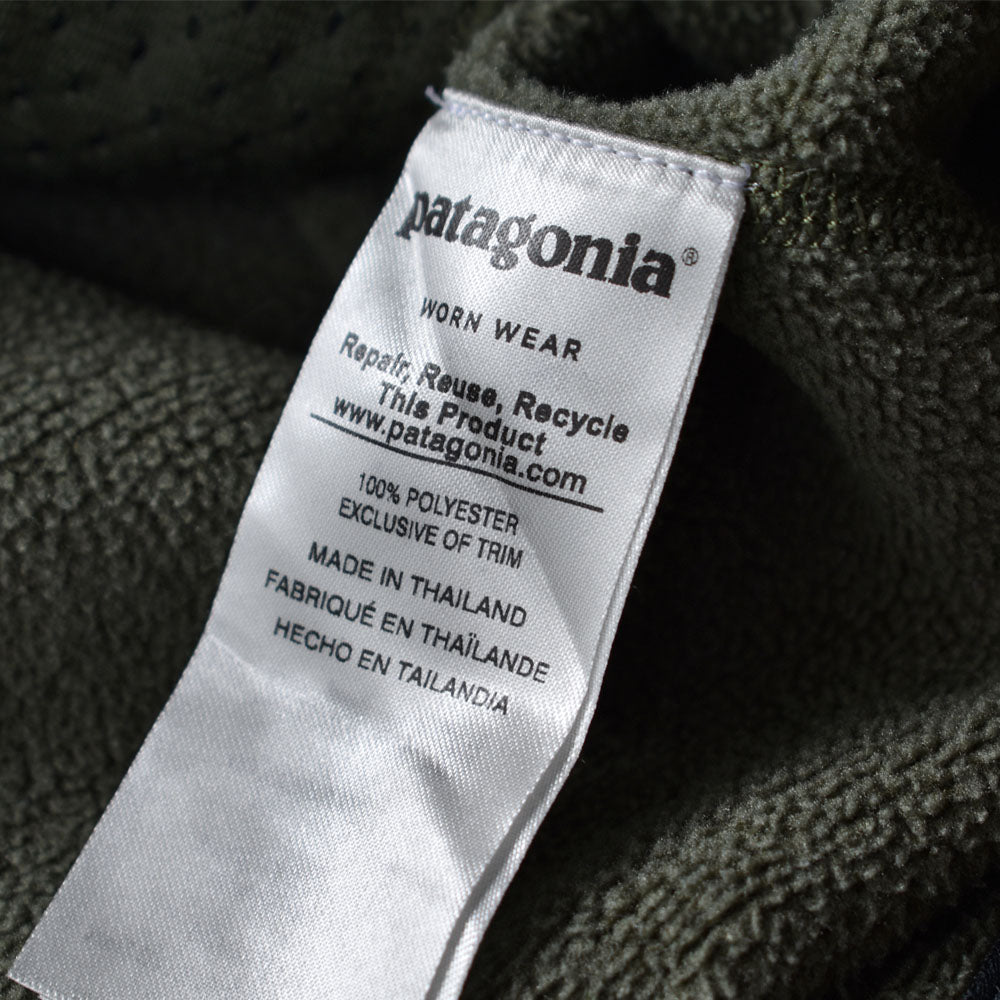 patagonia®
WORN WEAR
Repair, Reuse, Recycle
This Product
www.patagonia.com
100% POLYESTER
EXCLUSIVE OF TRIM
MADE IN THAILAND
FABRIQUÉ EN THAÏLANDE
HECHO EN TAILANDIA